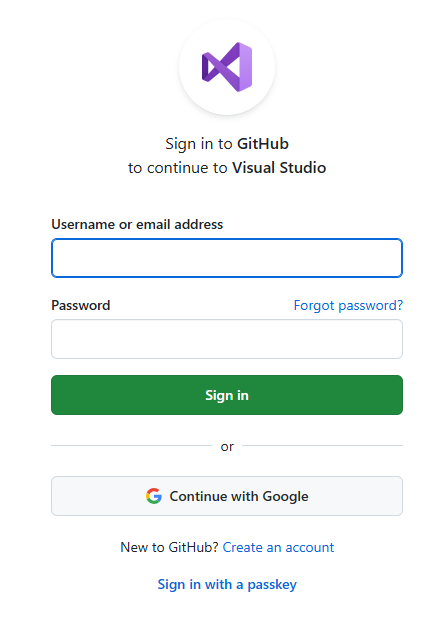 Sign in to GitHub
to continue to Visual Studio
Username or email address
Password Forgot password?
Sign in
or
Continue with Google
New to GitHub? Create an account
Sign in with a passkey